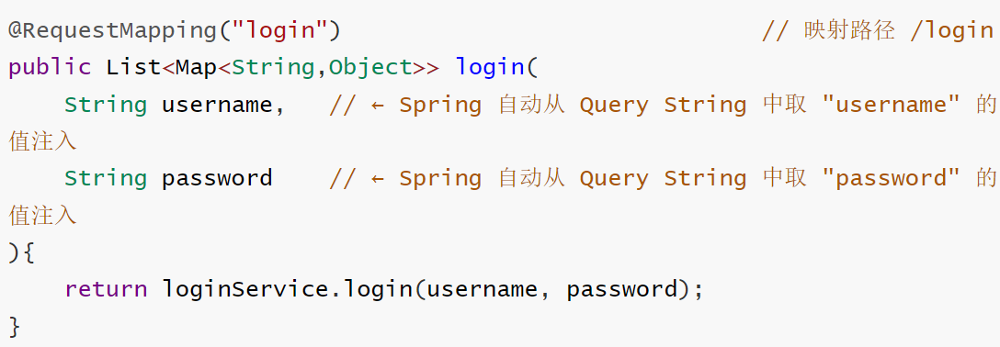 @RequestMapping("login")                              // 映射路径 /login
public List<Map<String,Object>> login(
    String username,   // ← Spring 自动从 Query String 中取 "username" 的
值注入
    String password    // ← Spring 自动从 Query String 中取 "password" 的
值注入
){
    return loginService.login(username, password);
}